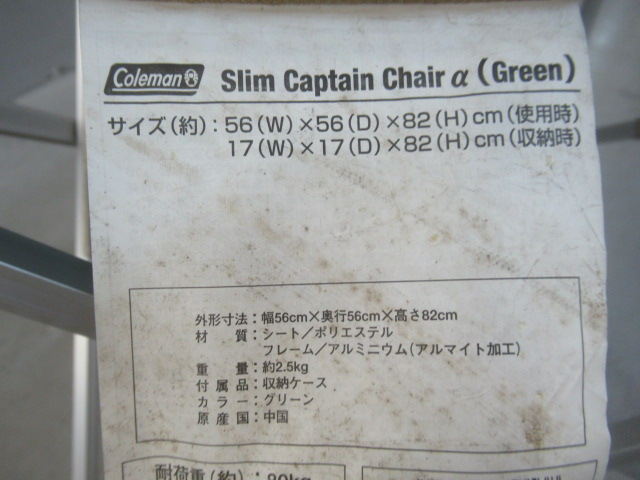 Coleman Slim Captain Chair α (Green)
サイズ(約):56(W)×56(D)×82(H)cm(使用時)
17(W)×17(D)×82(H)cm(収納時)
外形寸法:幅56cm×奥行56cm×高さ82cm
材 質:シート/ポリエステル
フレーム/アルミニウム(アルマイト加工)
重 量:約2.5kg
付 属 品:収納ケース
カ ラ ー:グリーン
原 産 国:中国
耐荷重(約):80kg